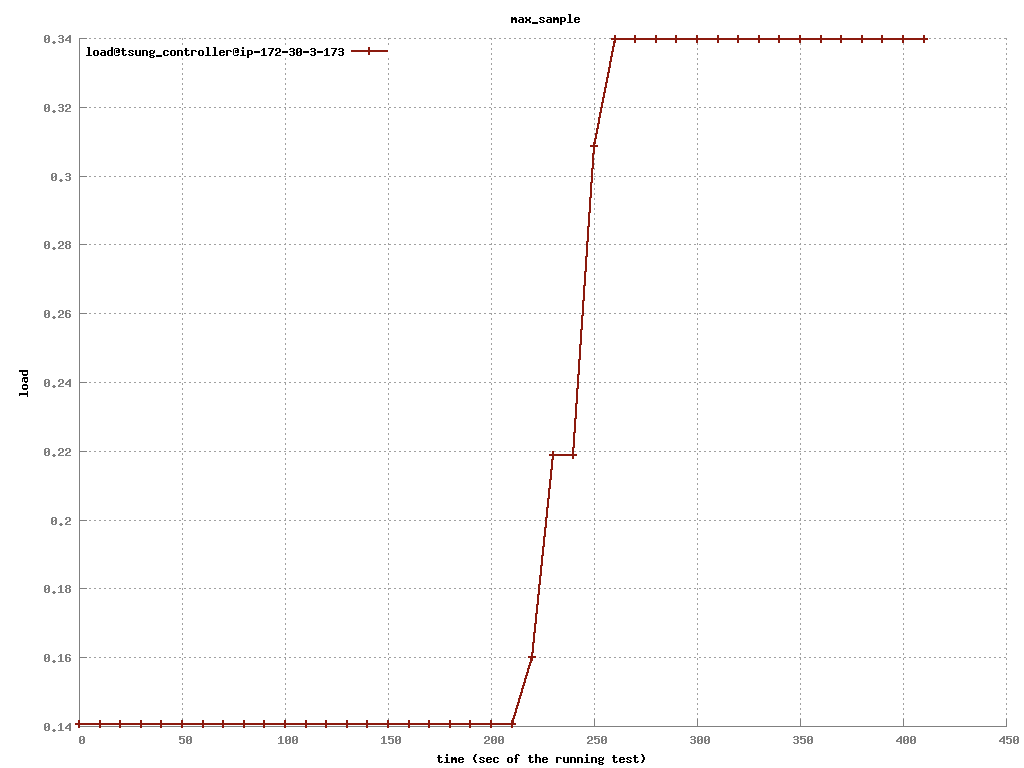 max_sample
load@tsung_controller@ip-172-30-3-173
0.34
0.32
0.3
0.28
0.26
0.24
0.22
0.2
0.18
0.16
0.14
load
0 50 100 150 200 250 300 350 400 450
time (sec of the running test)